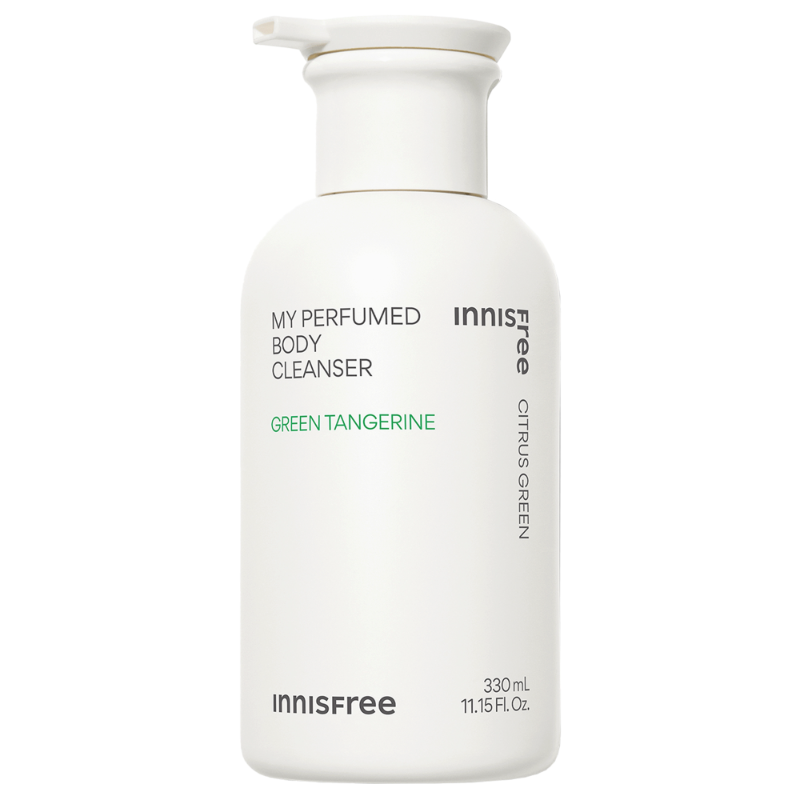 MY PERFUMED
BODY
CLEANSER
GREEN TANGERINE
INNISFree
CITRUS GREEN
INNISFree
330 mL
11.15 Fl. Oz.